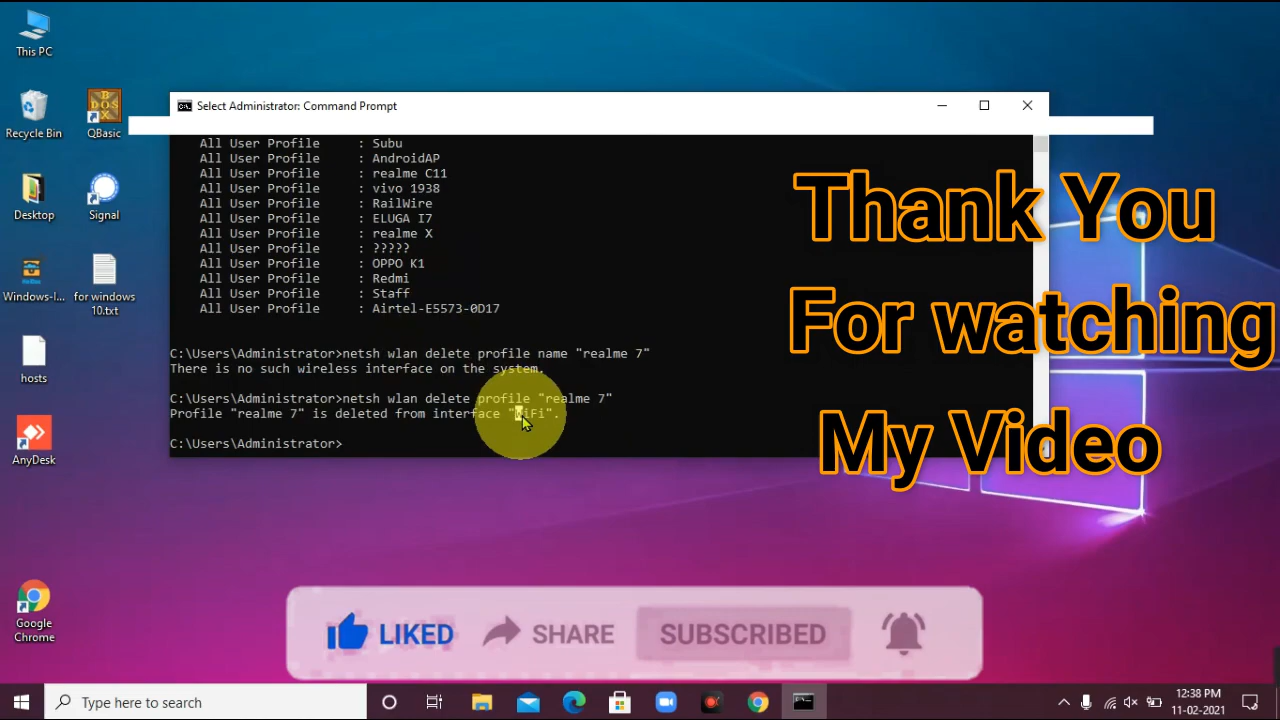 This PC
Recycle Bin
QBasic
Desktop
Signal
Windows-I...
for windows
10.txt
hosts
AnyDesk
Google
Chrome
Select Administrator: Command Prompt
All User Profile     : Subu
All User Profile     : AndroidAP
All User Profile     : realme C11
All User Profile     : vivo 1938
All User Profile     : RailWire
All User Profile     : ELUGA I7
All User Profile     : realme X
All User Profile     : ?????
All User Profile     : OPPO K1
All User Profile     : Redmi
All User Profile     : Staff
All User Profile     : Airtel-E5573-0D17
C:\Users\Administrator>netsh wlan delete profile name "realme 7"
There is no such wireless interface on the system.
C:\Users\Administrator>netsh wlan delete profile "realme 7"
Profile "realme 7" is deleted from interface "WiFi".
C:\Users\Administrator>
Thank You
For watching
My Video
LIKED
SHARE
SUBSCRIBED
Type here to search
12:38 PM
11-02-2021